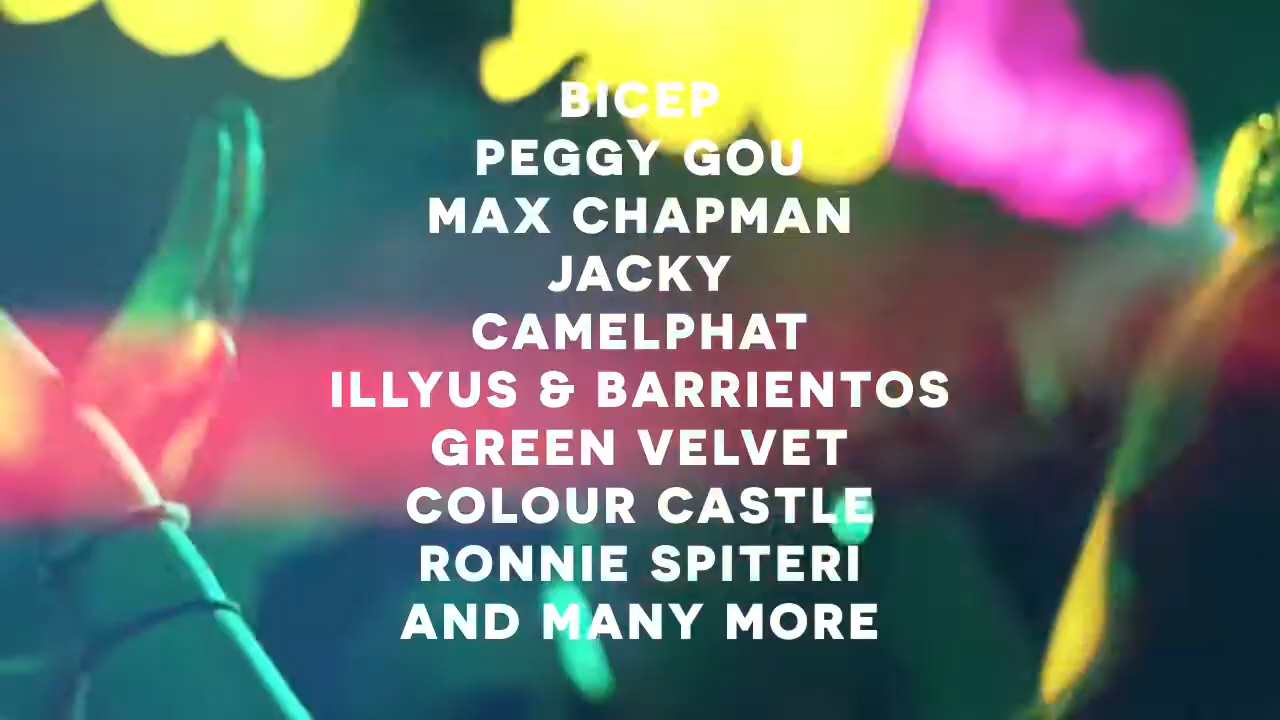 BICEP
PEGGY GOU
MAX CHAPMAN
JACKY
CAMELPHAT
ILLYUS & BARRIENTOS
GREEN VELVET
COLOUR CASTLE
RONNIE SPITERI
AND MANY MORE